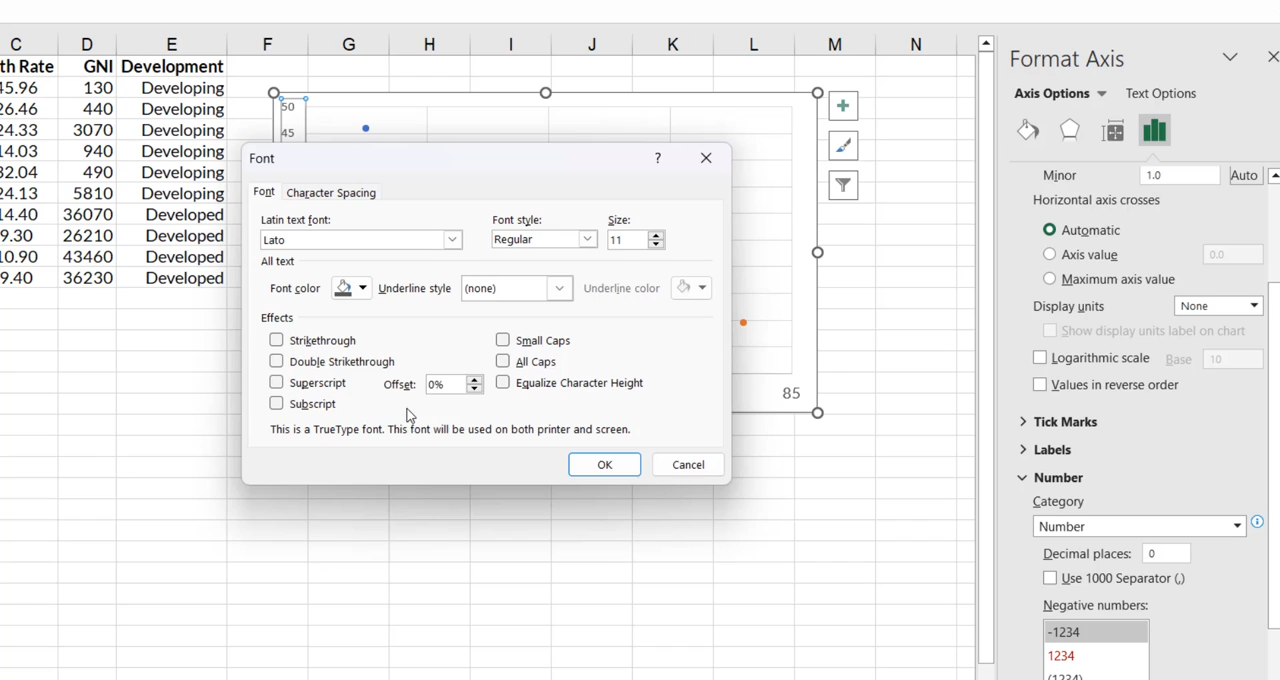 C D E F G H I J K L M N
th Rate GNI Development
45.96 130 Developing
26.46 440 Developing
24.33 3070 Developing
14.03 940 Developing
32.04 490 Developing
24.13 5810 Developing
14.40 36070 Developed
9.30 26210 Developed
10.90 43460 Developed
9.40 36230 Developed
50
45
85
Font ?
Font Character Spacing
Latin text font: Font style: Size:
Lato Regular 11
All text
Font color Underline style (none) Underline color
Effects
Strikethrough Small Caps
Double Strikethrough All Caps
Superscript Offset: 0% Equalize Character Height
Subscript
This is a TrueType font. This font will be used on both printer and screen.
OK Cancel
Format Axis
Axis Options Text Options
Minor 1.0 Auto
Horizontal axis crosses
Automatic
Axis value 0.0
Maximum axis value
Display units None
Show display units label on chart
Logarithmic scale Base 10
Values in reverse order
Tick Marks
Labels
Number
Category
Number
Decimal places: 0
Use 1000 Separator (,)
Negative numbers:
-1234
1234
(1234)